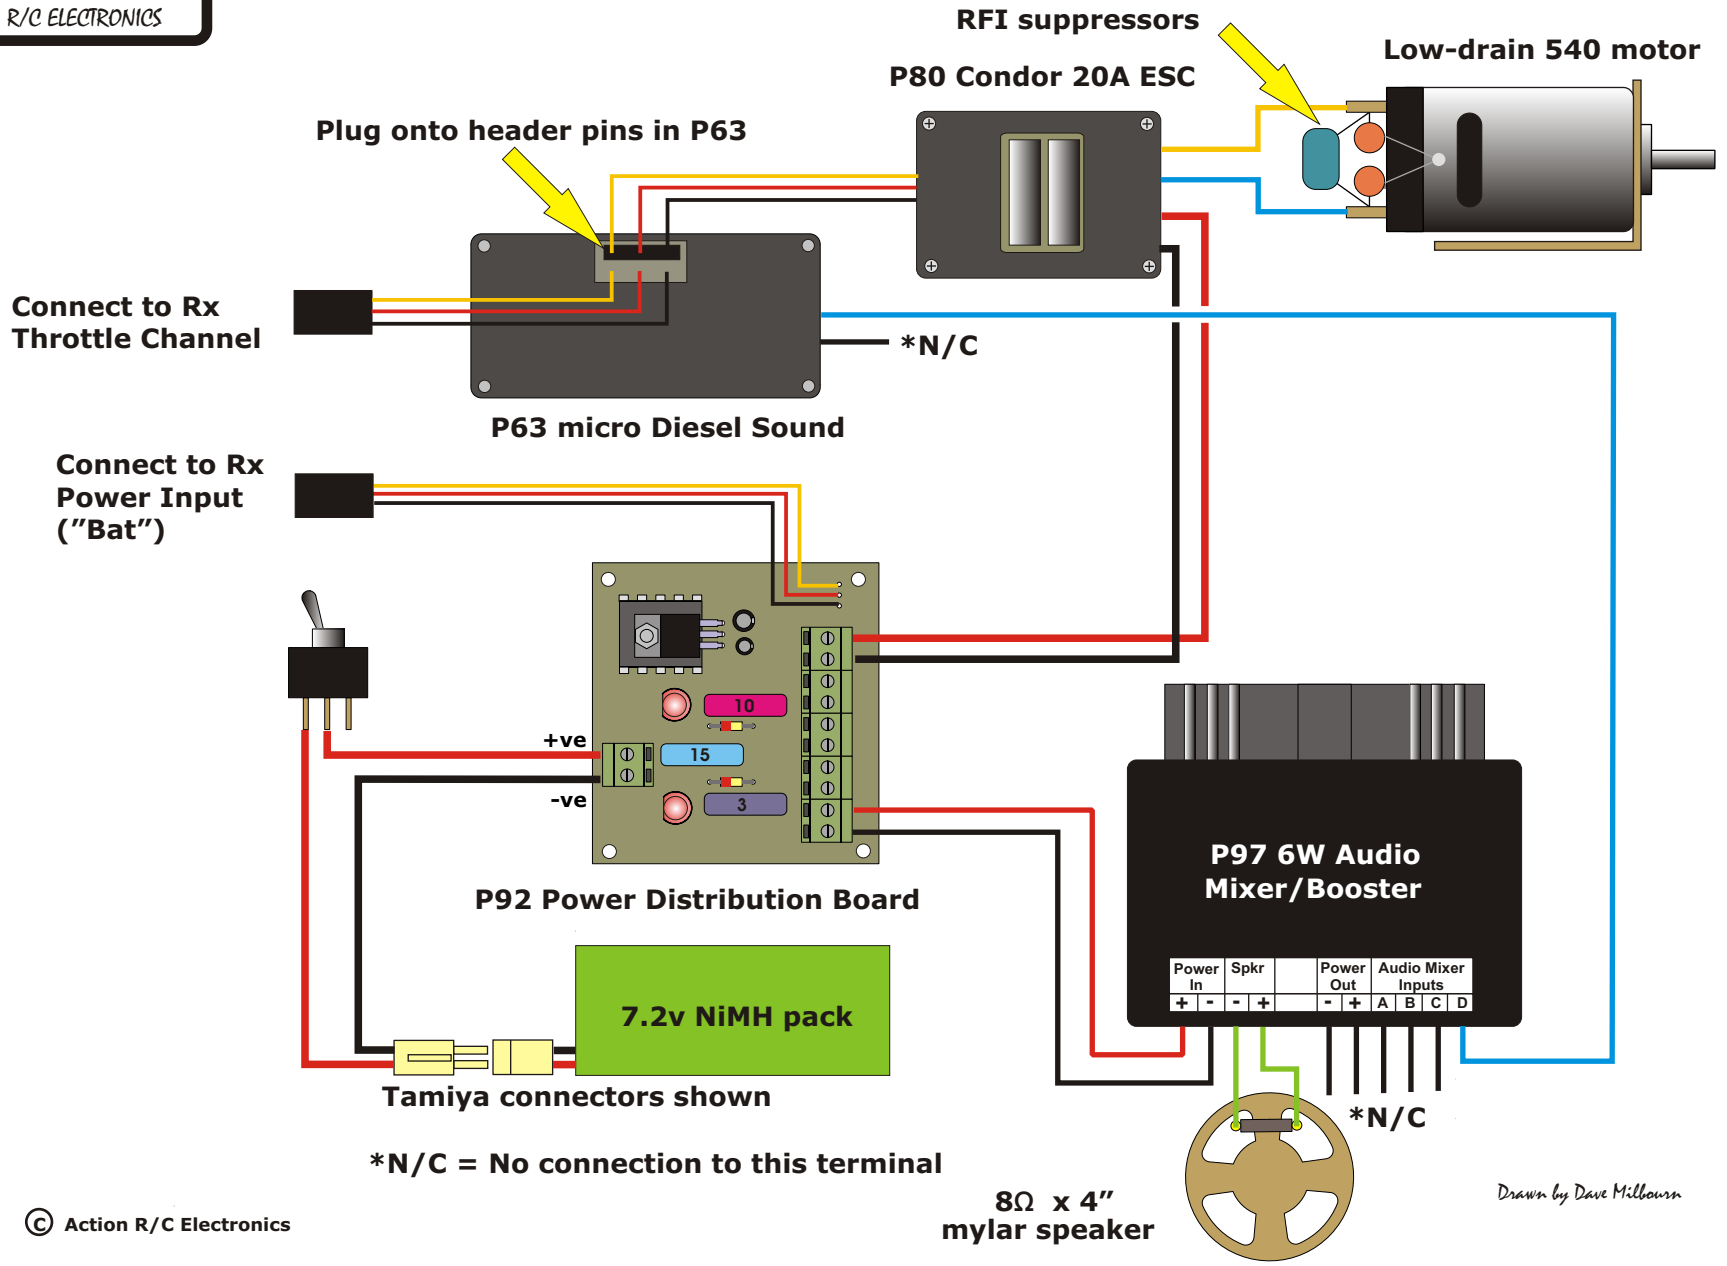 R/C ELECTRONICS
RFI suppressors
Low-drain 540 motor
P80 Condor 20A ESC
Plug onto header pins in P63
Connect to Rx
Throttle Channel
*N/C
P63 micro Diesel Sound
Connect to Rx
Power Input
(”Bat”)
10
+ve
15
-ve
3
P92 Power Distribution Board
P97 6W Audio
Mixer/Booster
Power In
Spkr
Power Out
Audio Mixer Inputs
+ - - + - + A B C D
7.2v NiMH pack
Tamiya connectors shown
*N/C
*N/C = No connection to this terminal
8Ω x 4”
mylar speaker
Drawn by Dave Milbourn
© Action R/C Electronics